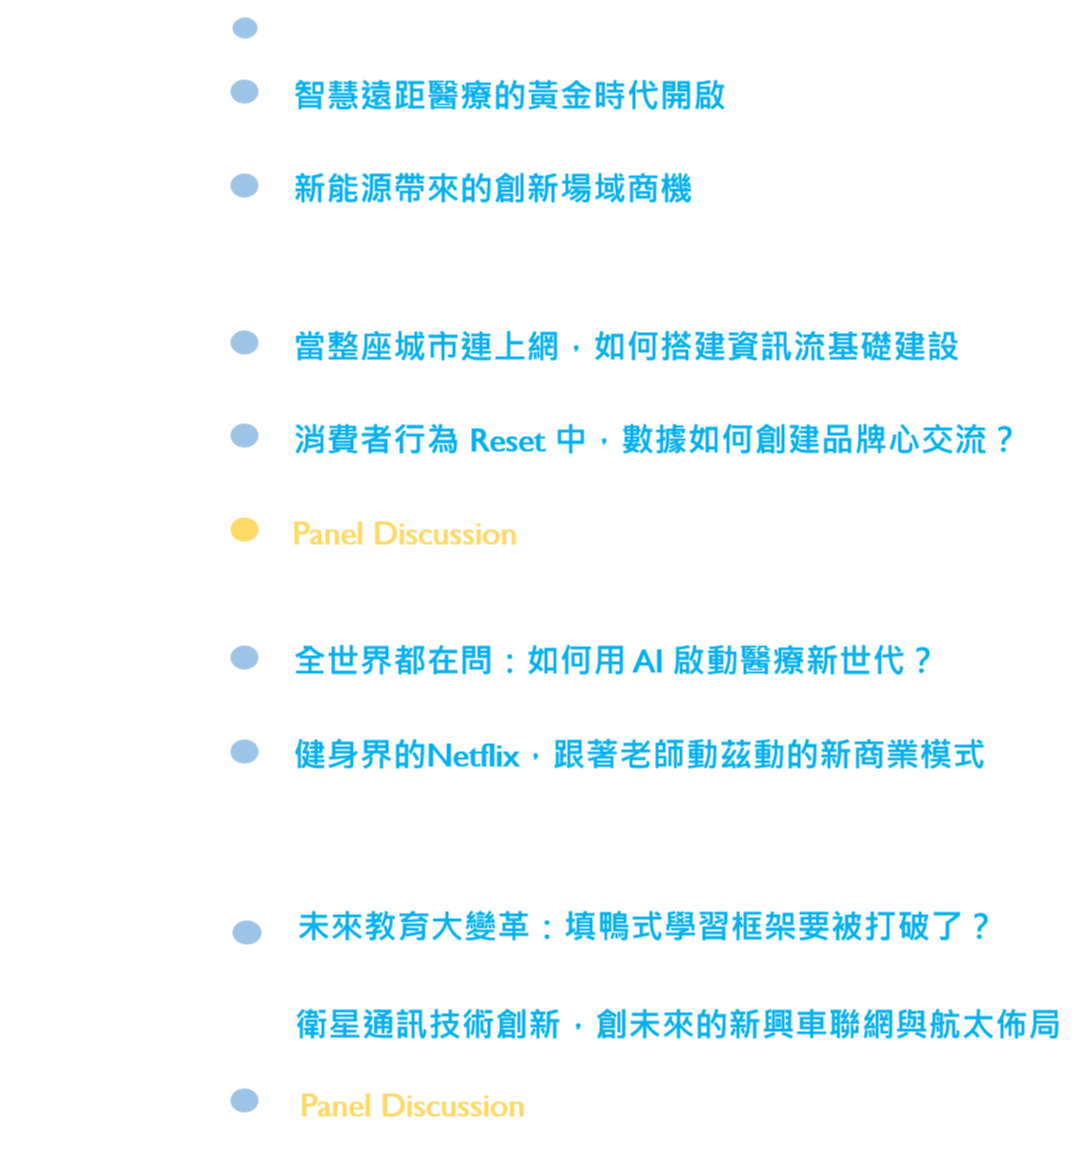 智慧遠距醫療的黃金時代開啟
新能源帶來的創新場域商機
當整座城市連上網，如何搭建資訊流基礎建設
消費者行為 Reset 中，數據如何創建品牌心交流？
Panel Discussion
全世界都在問：如何用 AI 啟動醫療新世代？
健身界的Netflix，跟著老師動茲動的新商業模式
未來教育大變革：填鴨式學習框架要被打破了？
衛星通訊技術創新，創未來的新興車聯網與航太佈局
Panel Discussion